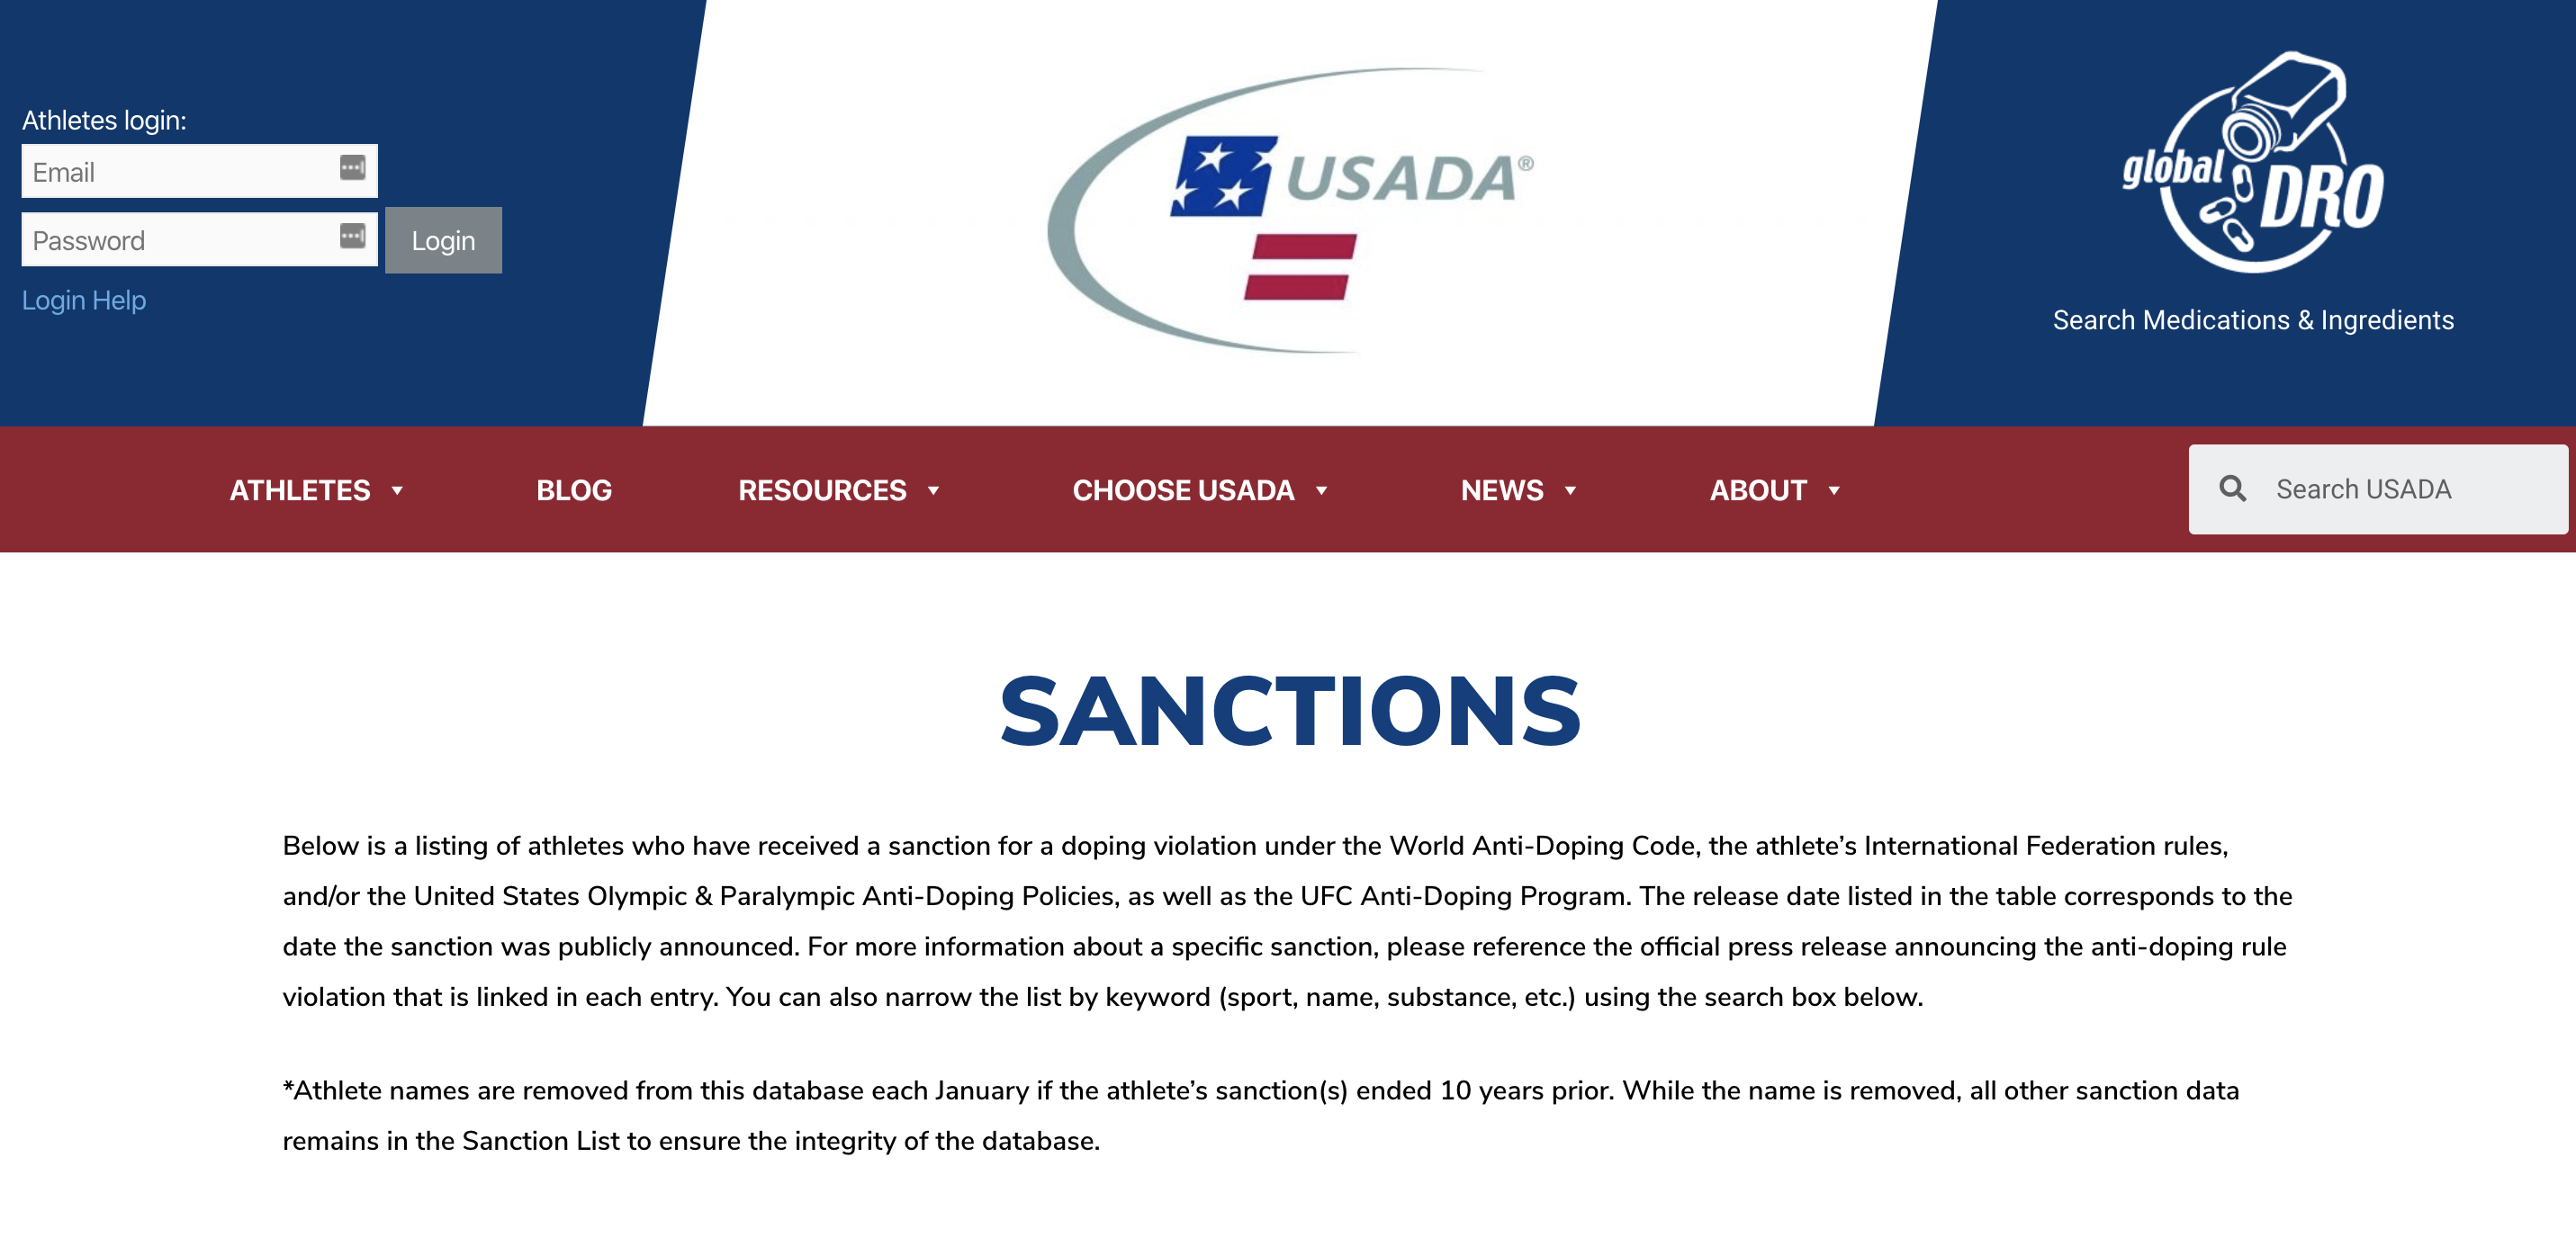 Athletes login:
Email
Password
Login
Login Help
USADA®
global DRO
Search Medications & Ingredients
ATHLETES
BLOG
RESOURCES
CHOOSE USADA
NEWS
ABOUT
Search USADA
SANCTIONS
Below is a listing of athletes who have received a sanction for a doping violation under the World Anti-Doping Code, the athlete’s International Federation rules,
and/or the United States Olympic & Paralympic Anti-Doping Policies, as well as the UFC Anti-Doping Program. The release date listed in the table corresponds to the
date the sanction was publicly announced. For more information about a specific sanction, please reference the official press release announcing the anti-doping rule
violation that is linked in each entry. You can also narrow the list by keyword (sport, name, substance, etc.) using the search box below.
*Athlete names are removed from this database each January if the athlete’s sanction(s) ended 10 years prior. While the name is removed, all other sanction data
remains in the Sanction List to ensure the integrity of the database.